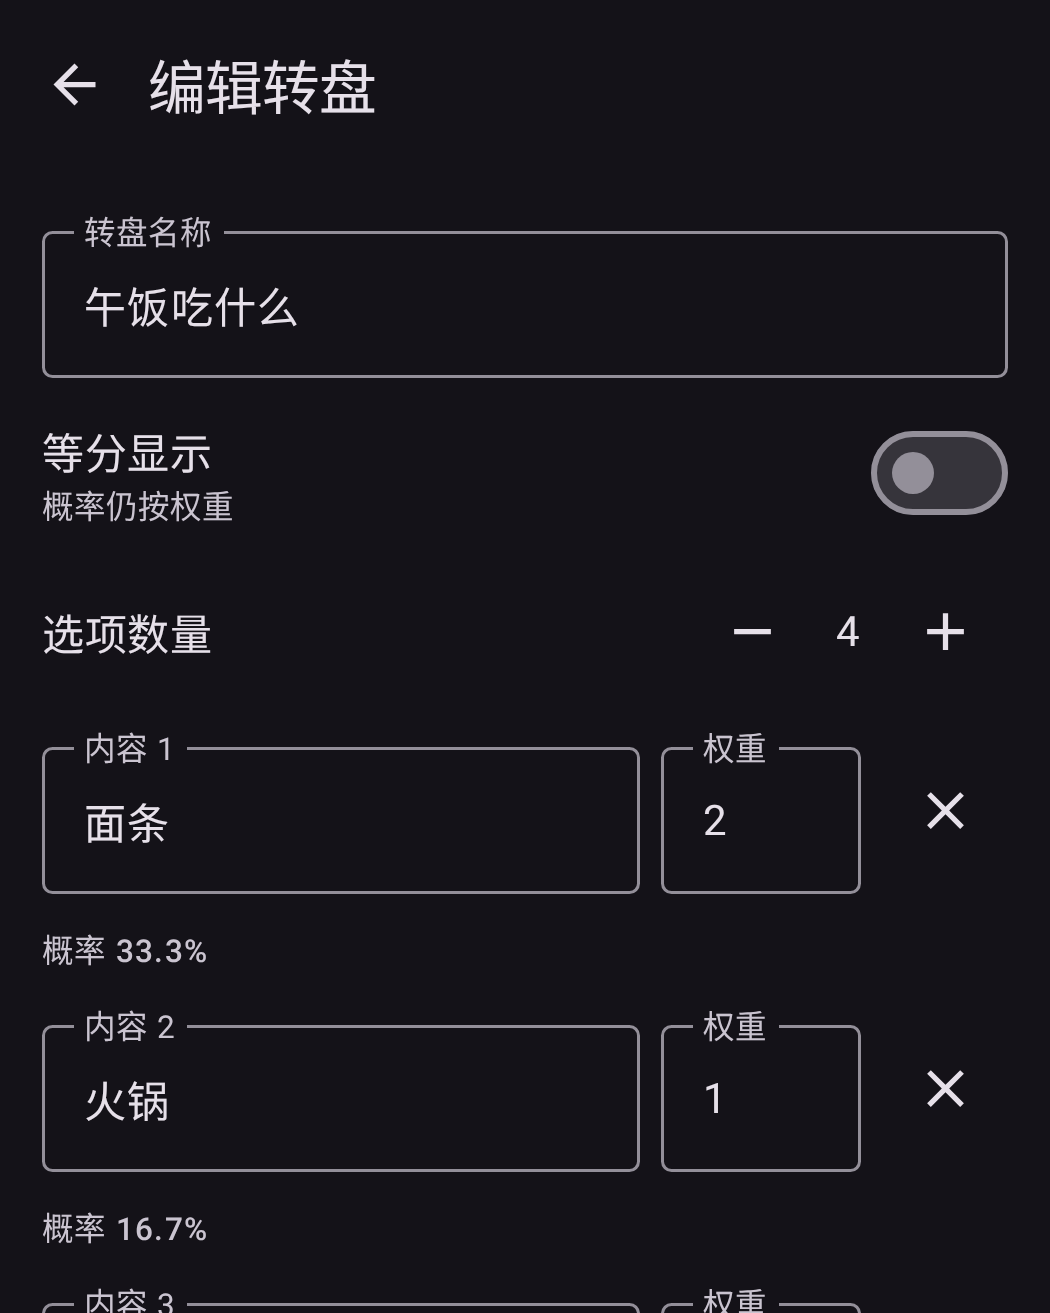 编辑转盘
转盘名称
午饭吃什么
等分显示
概率仍按权重
选项数量 4
内容 1 权重
面条 2
概率 33.3%
内容 2 权重
火锅 1
概率 16.7%
内容 3 权重